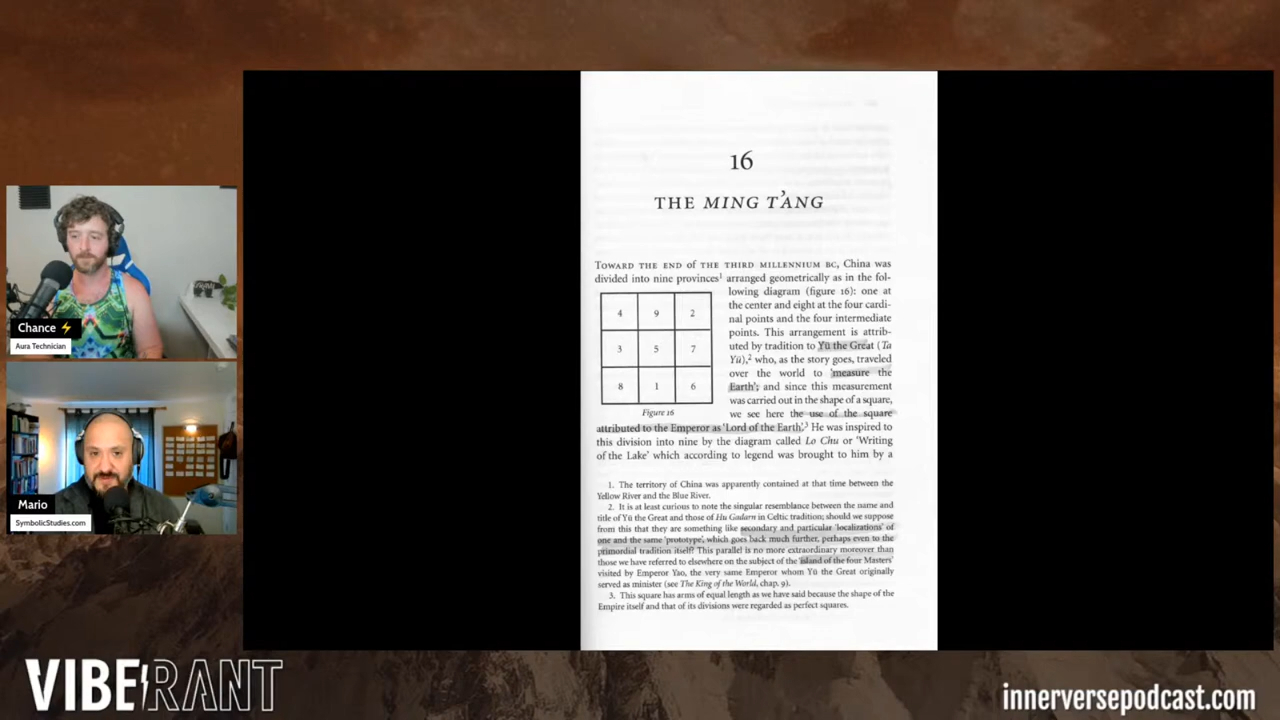 16
THE MING T'ANG
TOWARD THE END of THE THIRD MILLENNIUM BC, China was
divided into nine provinces¹ arranged geometrically as in the fol-
lowing diagram (figure 16): one at
the center and eight at the four cardi-
nal points and the four intermediate
points. This arrangement is attrib-
uted by tradition to Yü the Great (Ta
Yü),² who, as the story goes, traveled
over the world to 'measure the
Earth'; and since this measurement
was carried out in the shape of a square,
we see here the use of the square
4 9 2
3 5 7
8 1 6
Figure 16
attributed to the Emperor as 'Lord of the Earth'.³ He was inspired to
this division into nine by the diagram called Lo Chu or 'Writing
of the Lake' which according to legend was brought to him by a
1. The territory of China was apparently contained at that time between the
Yellow River and the Blue River.
2. It is at least curious to note the singular resemblance between the name and
title of Yü the Great and those of Hu Gadarn in Celtic tradition; should we suppose
from this that they are something like secondary and particular 'localizations' of
one and the same 'prototype', which goes back much further, perhaps even to the
primordial tradition itself? This parallel is no more extraordinary moreover than
those we have referred to elsewhere on the subject of the 'island of the four Masters'
visited by Emperor Yao, the very same Emperor whom Yü the Great originally
served as minister (see The King of the World, chap. 9).
3. This square has arms of equal length as we have said because the shape of the
Empire itself and that of its divisions were regarded as perfect squares.
Chance⚡
Aura Technician
Mario
SymbolicStudies.com
VIBERANT
innerversepodcast.com